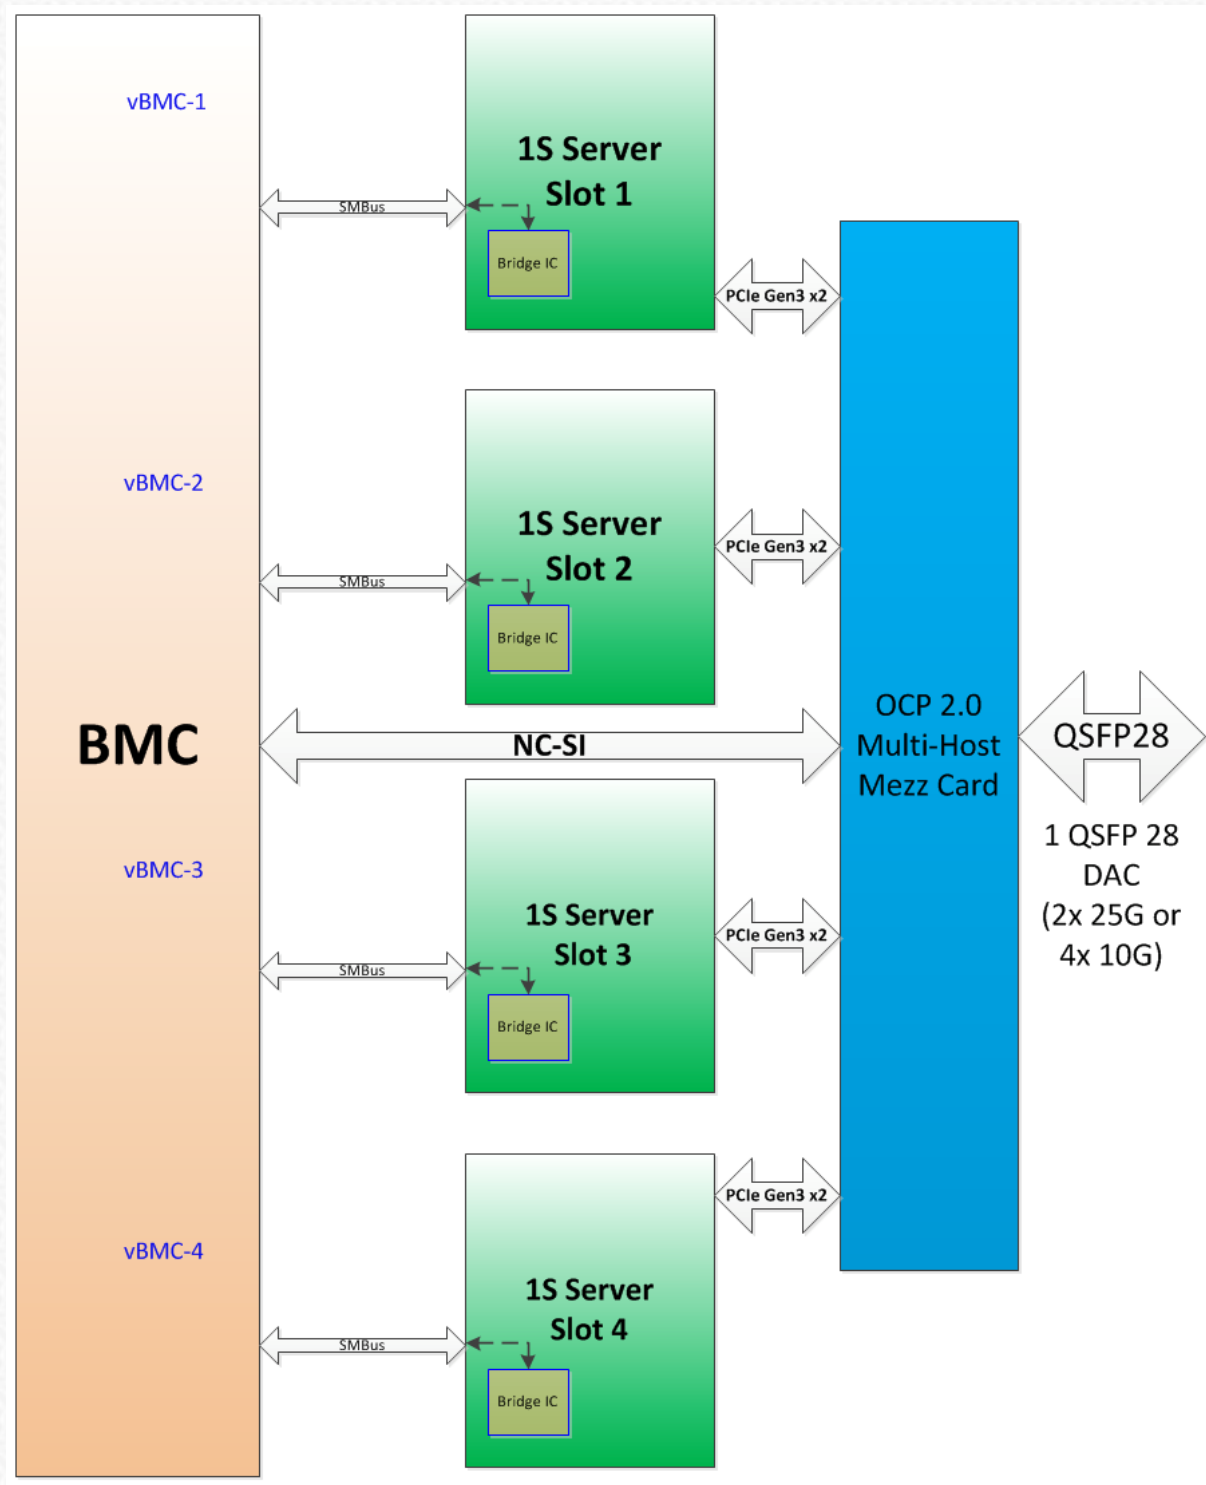 vBMC-1
1S Server
Slot 1
SMBus
Bridge IC
PCIe Gen3 x2
vBMC-2
1S Server
Slot 2
PCIe Gen3 x2
SMBus
Bridge IC
BMC
NC-SI
OCP 2.0
Multi-Host
Mezz Card
QSFP28
1 QSFP 28
DAC
(2x 25G or
4x 10G)
vBMC-3
1S Server
Slot 3
PCIe Gen3 x2
SMBus
Bridge IC
vBMC-4
PCIe Gen3 x2
1S Server
Slot 4
SMBus
Bridge IC